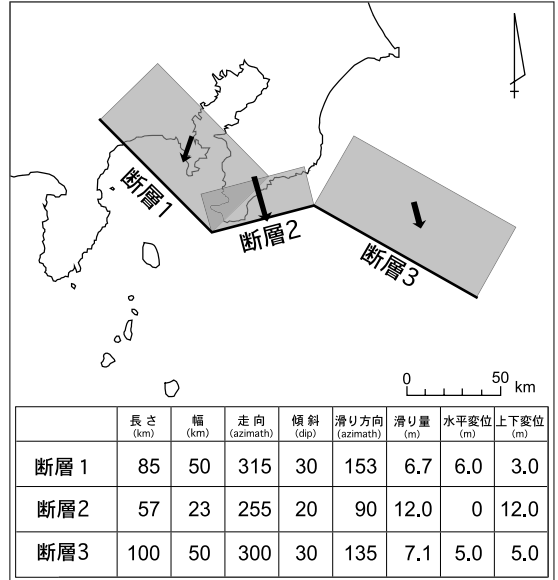 断層1
断層2
断層3
0 50 km
長さ (km) 幅 (km) 走向 (azimath) 傾斜 (dip) 滑り方向 (azimath) 滑り量 (m) 水平変位 (m) 上下変位 (m)
断層1 85 50 315 30 153 6.7 6.0 3.0
断層2 57 23 255 20 90 12.0 0 12.0
断層3 100 50 300 30 135 7.1 5.0 5.0